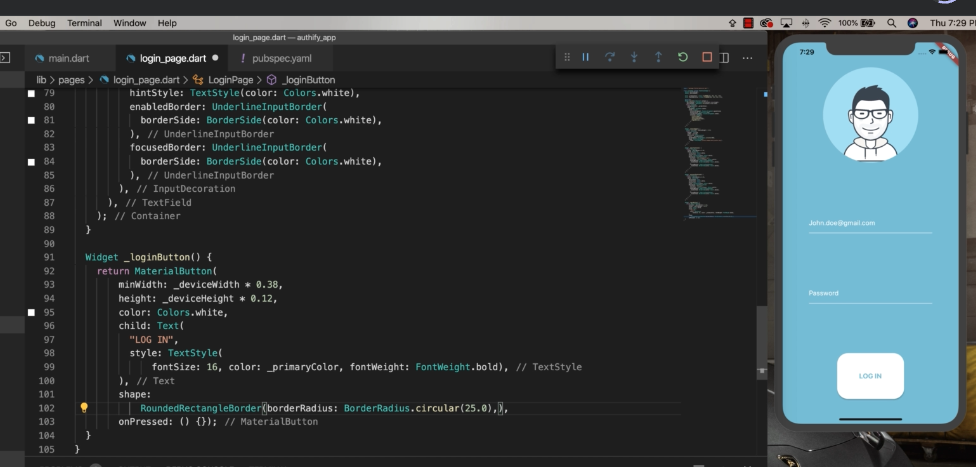 Go Debug Terminal Window Help
100% Thu 7:29 P
login_page.dart — authify_app
main.dart login_page.dart ● ! pubspec.yaml
lib > pages > login_page.dart > LoginPage > _loginButton
79 hintStyle: TextStyle(color: Colors.white),
80 enabledBorder: UnderlineInputBorder(
81 borderSide: BorderSide(color: Colors.white),
82 ), // UnderlineInputBorder
83 focusedBorder: UnderlineInputBorder(
84 borderSide: BorderSide(color: Colors.white),
85 ), // UnderlineInputBorder
86 ), // InputDecoration
87 ), // TextField
88 ); // Container
89 }
90
91 Widget _loginButton() {
92 return MaterialButton(
93 minWidth: _deviceWidth * 0.38,
94 height: _deviceHeight * 0.12,
95 color: Colors.white,
96 child: Text(
97 "LOG IN",
98 style: TextStyle(
99 fontSize: 16, color: _primaryColor, fontWeight: FontWeight.bold), // TextStyle
100 ), // Text
101 shape:
102 RoundedRectangleBorder(borderRadius: BorderRadius.circular(25.0),),
103 onPressed: () {}); // MaterialButton
104 }
105 }
7:29
John.doe@gmail.com
Password
LOG IN